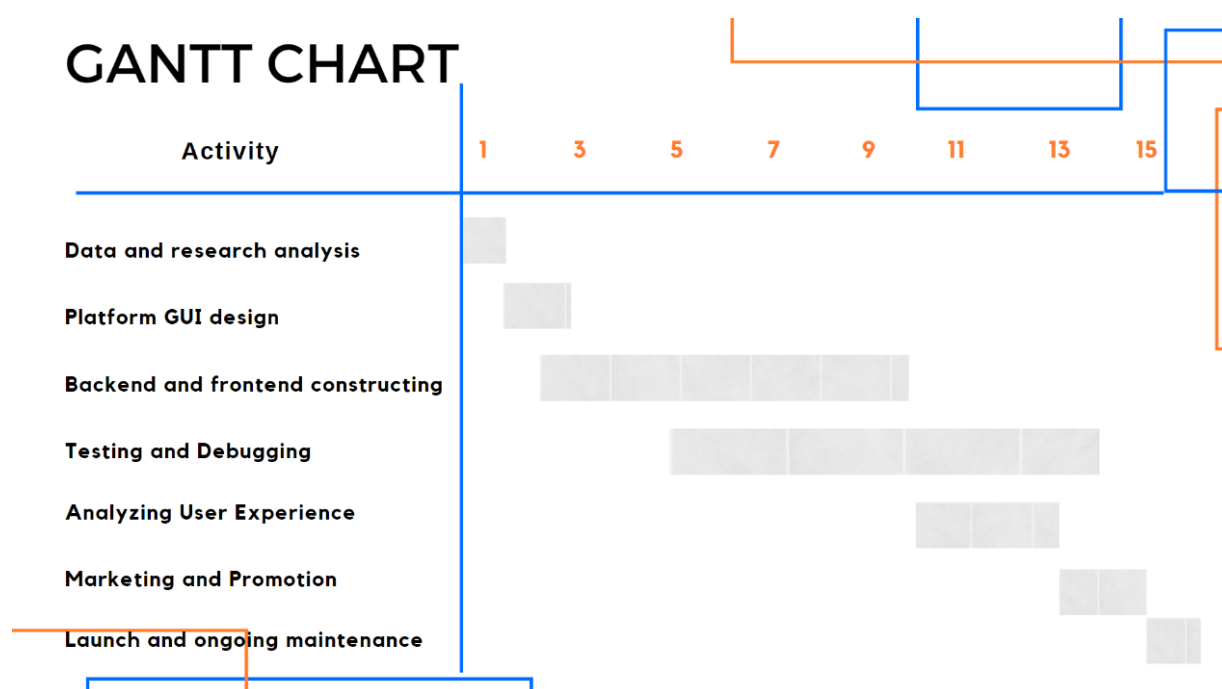 GANTT CHART
Activity 1 3 5 7 9 11 13 15
Data and research analysis
Platform GUI design
Backend and frontend constructing
Testing and Debugging
Analyzing User Experience
Marketing and Promotion
Launch and ongoing maintenance